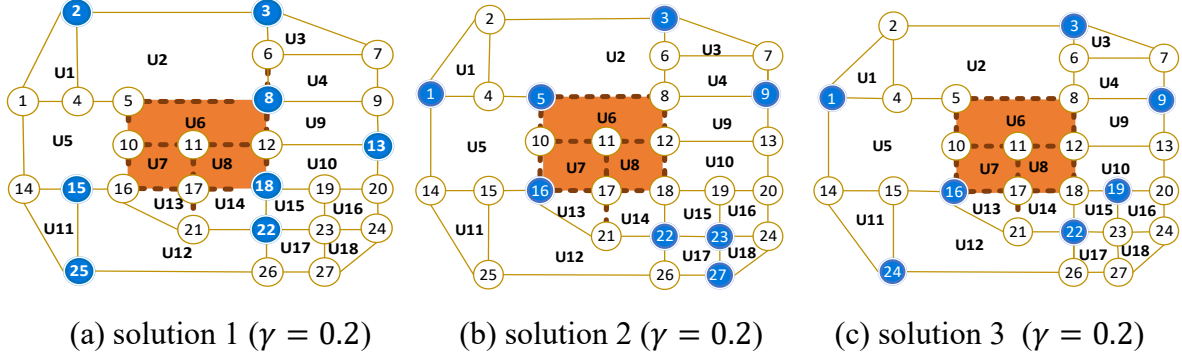 2 3 U3 6 7 U2 U1 U4 1 4 5 8 9 U6 U9 U5 10 11 12 13 U7 U8 U10 14 15 16 17 18 19 20 U13 U14 U15 U16 U11 21 22 23 24 U12 U17 U18 25 26 27
2 3 U2 6 U3 7 U1 U4 1 4 5 8 9 U6 U9 10 11 12 13 U5 U7 U8 U10 14 15 16 17 18 19 20 U13 U14 U15 U16 U11 21 22 23 24 U12 U17 U18 25 26 27
2 3 U3 6 7 U2 U1 U4 1 4 5 8 9 U6 U9 U5 10 11 12 13 U7 U8 U10 14 15 16 17 18 19 20 U13 U14 U15 U16 U11 21 22 23 24 U12 U17 U18 24 26 27
(a) solution 1 (γ = 0.2)
(b) solution 2 (γ = 0.2)
(c) solution 3 (γ = 0.2)